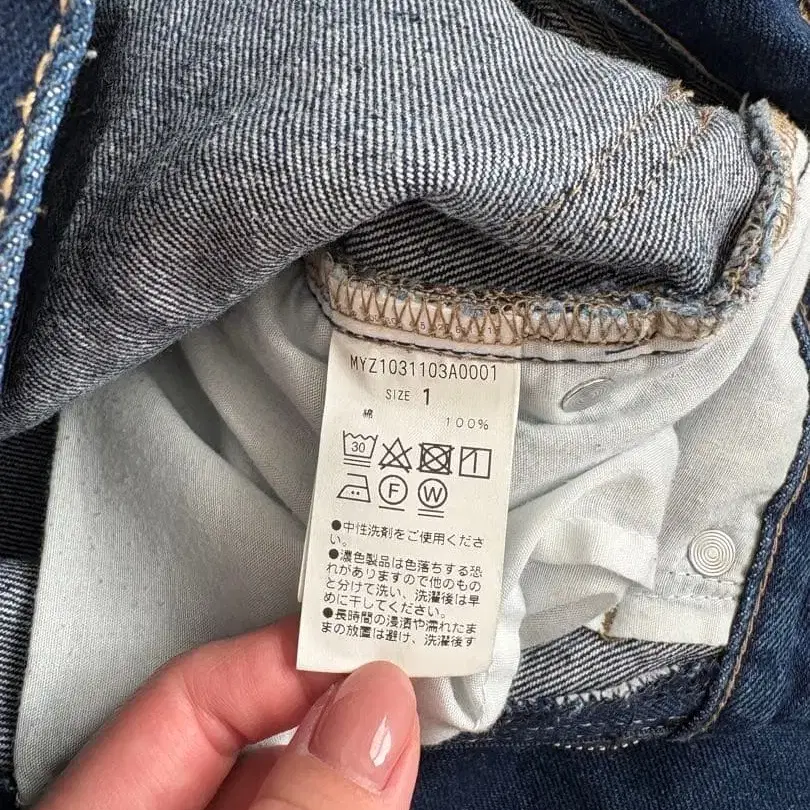 MYZ1031103A0001
SIZE 1
綿
100%
30
F W
●中性洗剤をご使用くださ
い。
●濃色製品は色落ちする恐
れがありますので他のもの
と分けて洗い、洗濯後は早
めに干してください。
●長時間の浸漬や濡れたま
まの放置は避け、洗濯後す